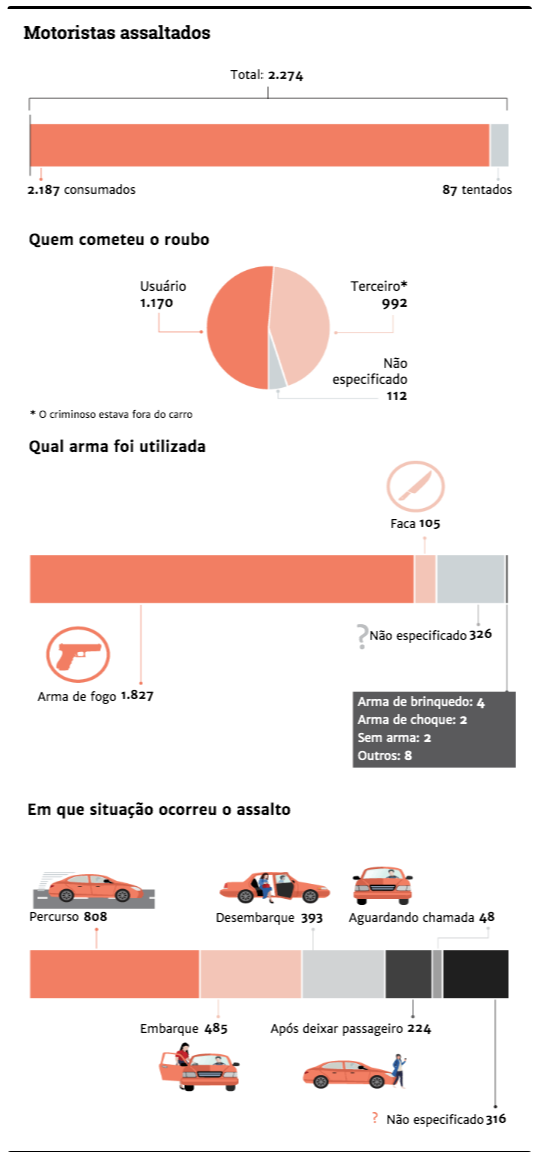 Motoristas assaltados
Total: 2.274
2.187 consumados
87 tentados
Quem cometeu o roubo
Usuário
1.170
Terceiro*
992
Não
especificado
112
* O criminoso estava fora do carro
Qual arma foi utilizada
Faca 105
?
Não especificado 326
Arma de fogo 1.827
Arma de brinquedo: 4
Arma de choque: 2
Sem arma: 2
Outros: 8
Em que situação ocorreu o assalto
Percurso 808
Desembarque 393
Aguardando chamada 48
Embarque 485
Após deixar passageiro 224
? Não especificado 316